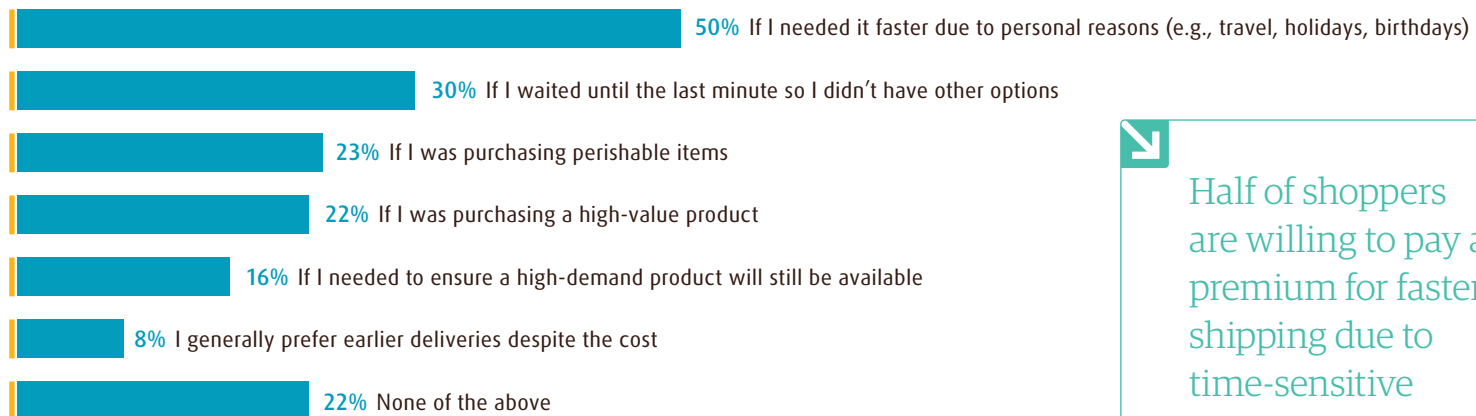 50% If I needed it faster due to personal reasons (e.g., travel, holidays, birthdays)
30% If I waited until the last minute so I didn’t have other options
23% If I was purchasing perishable items
22% If I was purchasing a high-value product
16% If I needed to ensure a high-demand product will still be available
8% I generally prefer earlier deliveries despite the cost
22% None of the above
Half of shoppers
are willing to pay a
premium for faster
shipping due to
time-sensitive